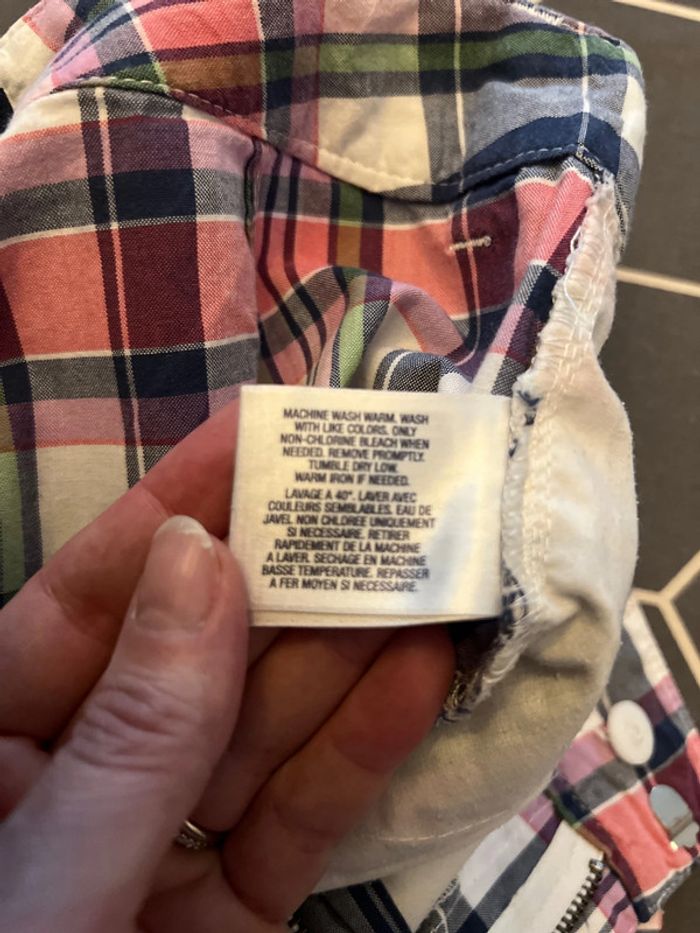 MACHINE WASH WARM. WASH
WITH LIKE COLORS. ONLY
NON-CHLORINE BLEACH WHEN
NEEDED. REMOVE PROMPTLY.
TUMBLE DRY LOW.
WARM IRON IF NEEDED.
LAVAGE A 40°. LAVER AVEC
COULEURS SEMBLABLES. EAU DE
JAVEL NON CHLOREE UNIQUEMENT
SI NECESSAIRE. RETIRER
RAPIDEMENT DE LA MACHINE
A LAVER. SECHAGE EN MACHINE
BASSE TEMPERATURE. REPASSER
A FER MOYEN SI NECESSAIRE.